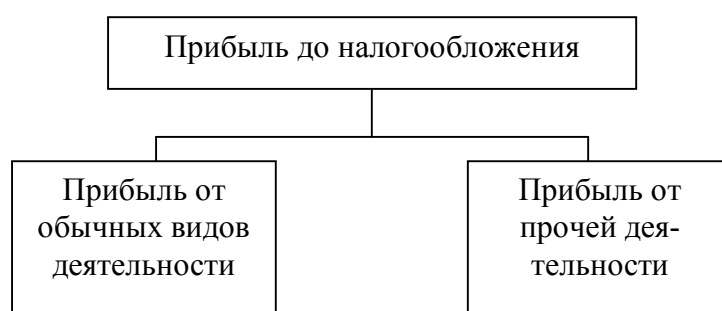 Прибыль до налогообложения
Прибыль от
обычных видов
деятельности
Прибыль от
прочей дея-
тельности